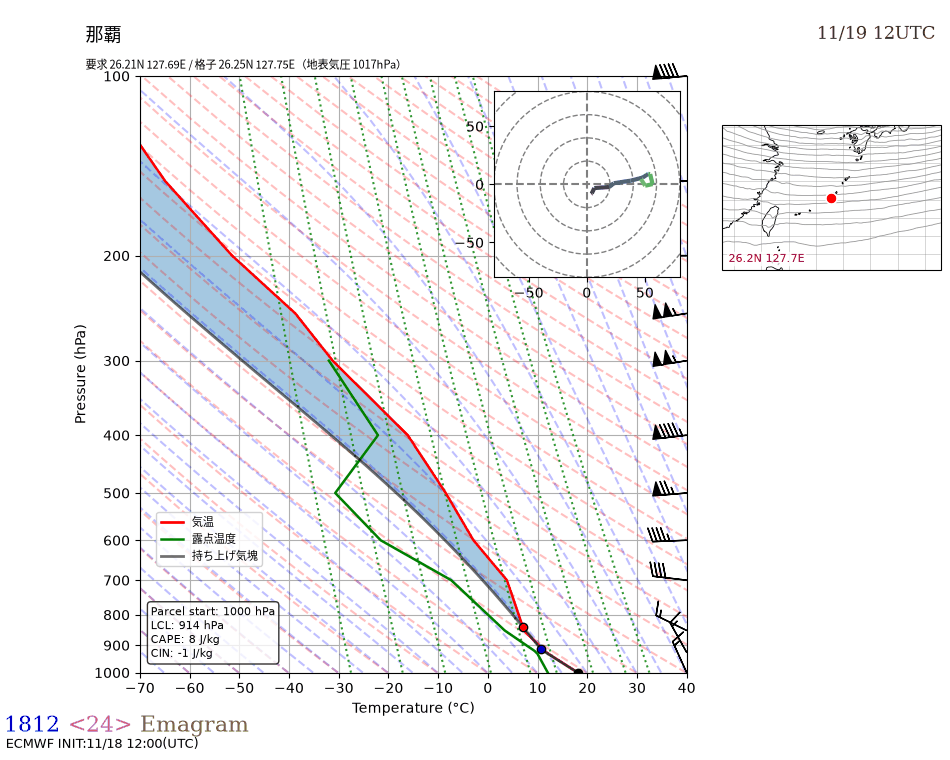 那覇
11/19 12UTC
要求 26.21N 127.69E / 格子 26.25N 127.75E（地表気圧 1017hPa）
100
200
300
400
500
600
700
800
900
1000
Pressure (hPa)
50
0
−50
−50 0 50
26.2N 127.7E
気温
露点温度
持ち上げ気塊
Parcel start: 1000 hPa
LCL: 914 hPa
CAPE: 8 J/kg
CIN: -1 J/kg
−70 −60 −50 −40 −30 −20 −10 0 10 20 30 40
Temperature (°C)
1812 <24> Emagram
ECMWF INIT:11/18 12:00(UTC)